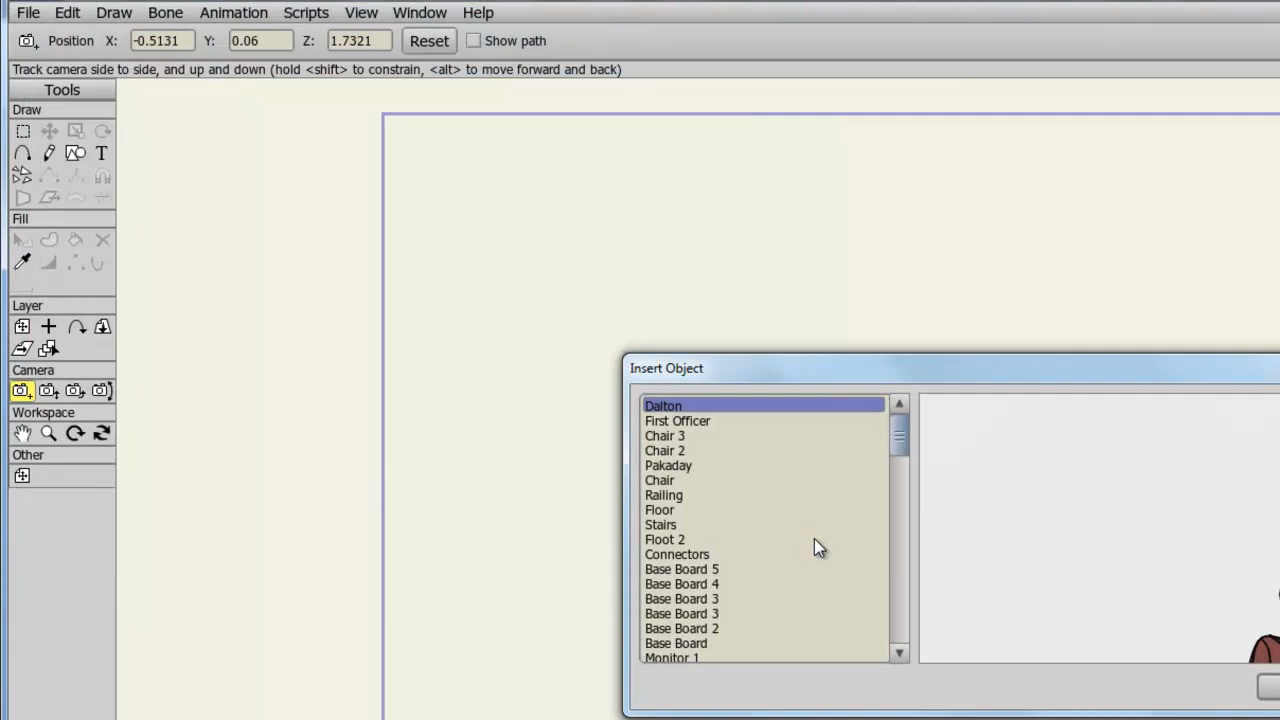 File Edit Draw Bone Animation Scripts View Window Help
Position X: -0.5131 Y: 0.06 Z: 1.7321 Reset Show path
Track camera side to side, and up and down (hold <shift> to constrain, <alt> to move forward and back)
Tools
Draw
T
Fill
Layer
Camera
Workspace
Other
Insert Object
Dalton
First Officer
Chair 3
Chair 2
Pakaday
Chair
Railing
Floor
Stairs
Floot 2
Connectors
Base Board 5
Base Board 4
Base Board 3
Base Board 3
Base Board 2
Base Board
Monitor 1